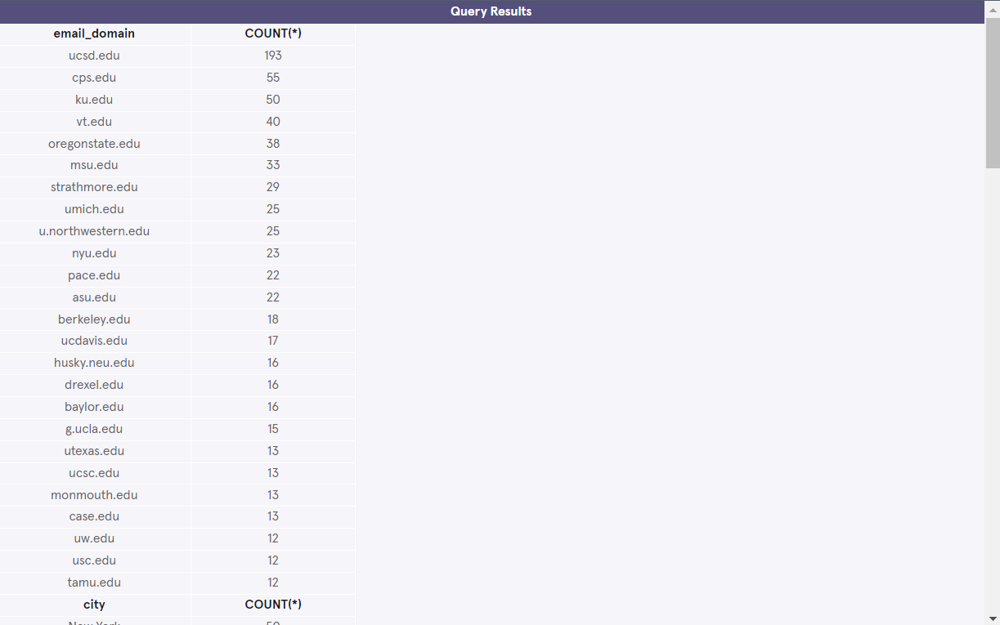 Query Results
email_domain COUNT(*)
ucsd.edu 193
cps.edu 55
ku.edu 50
vt.edu 40
oregonstate.edu 38
msu.edu 33
strathmore.edu 29
umich.edu 25
u.northwestern.edu 25
nyu.edu 23
pace.edu 22
asu.edu 22
berkeley.edu 18
ucdavis.edu 17
husky.neu.edu 16
drexel.edu 16
baylor.edu 16
g.ucla.edu 15
utexas.edu 13
ucsc.edu 13
monmouth.edu 13
case.edu 13
uw.edu 12
usc.edu 12
tamu.edu 12
city COUNT(*)
New York